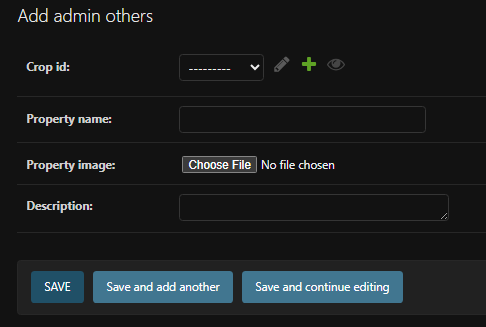 Add admin others
Crop id: ---------
Property name:
Property image: Choose File No file chosen
Description:
SAVE Save and add another Save and continue editing